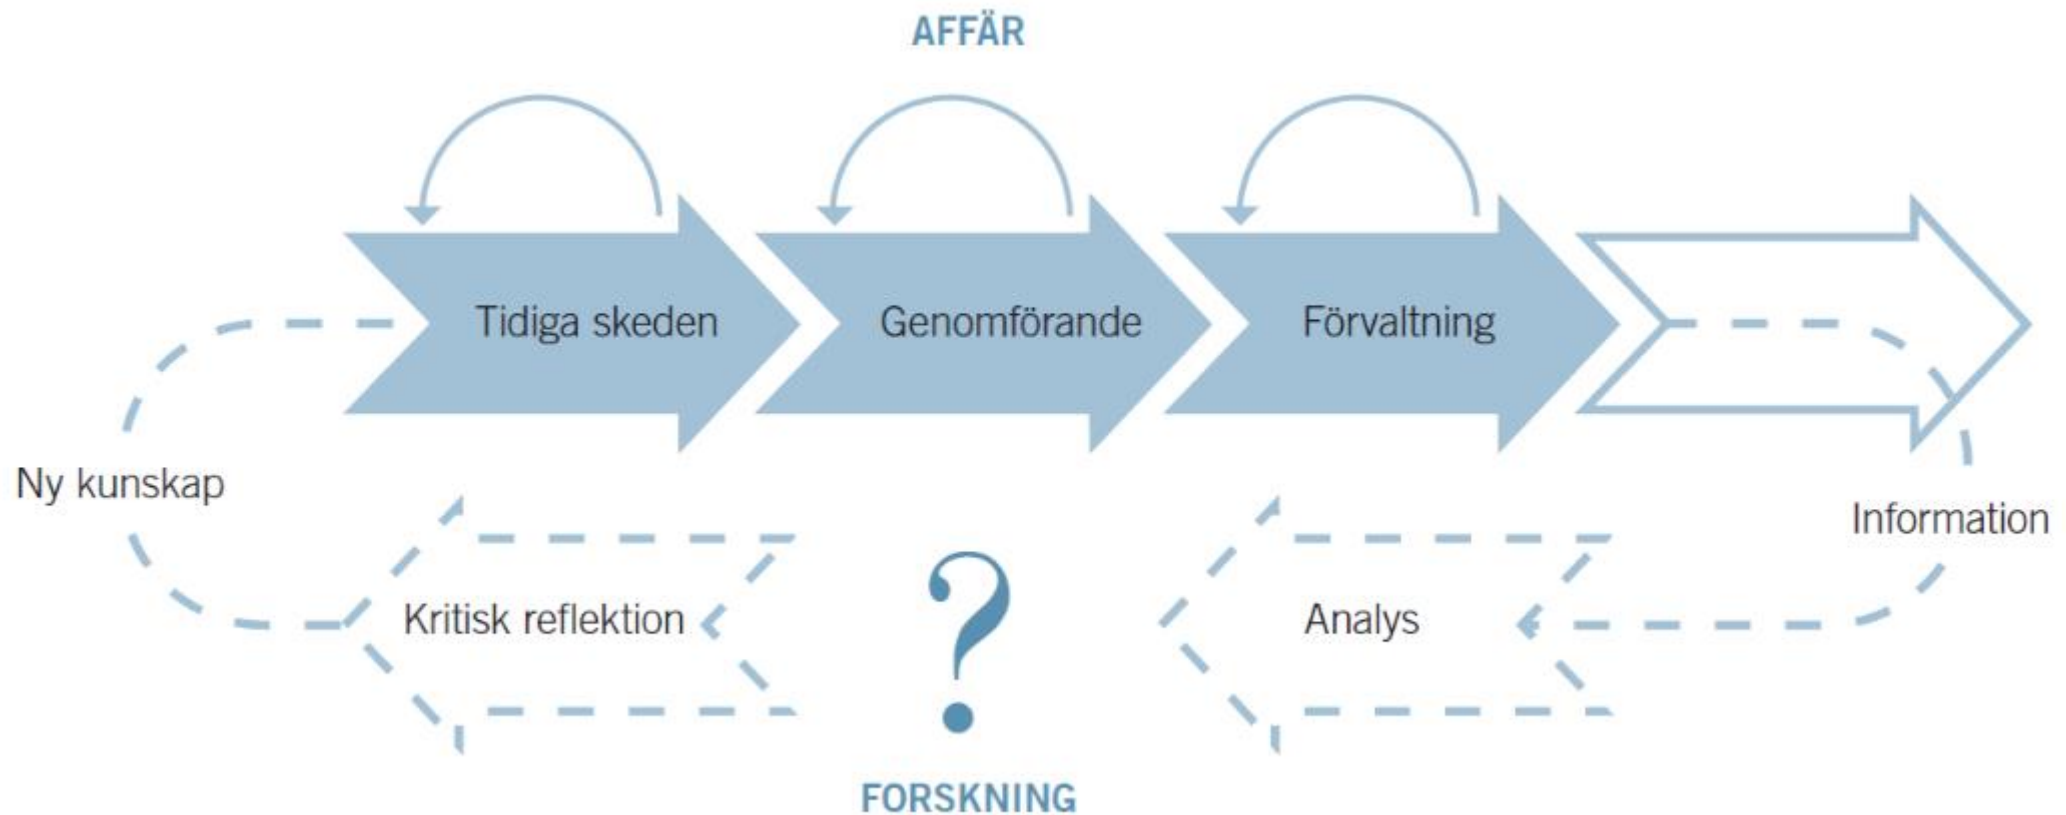 AFFÄR
Tidiga skeden
Genomförande
Förvaltning
Ny kunskap
Information
Kritisk reflektion
?
Analys
FORSKNING